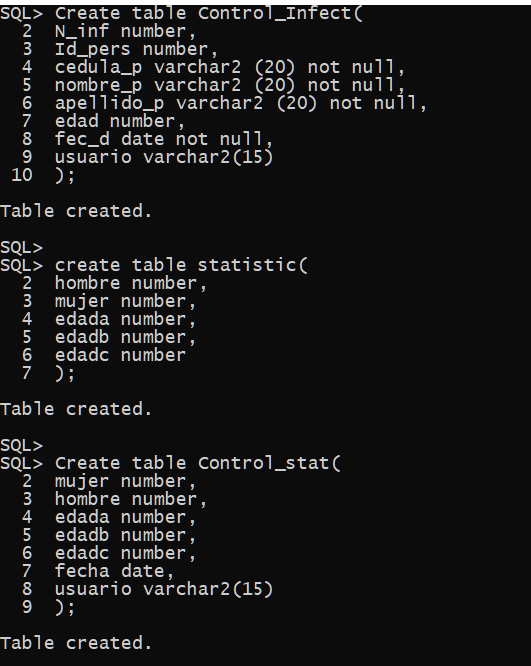 SQL> Create table Control_Infect(
  2  N_inf number,
  3  Id_pers number,
  4  cedula_p varchar2 (20) not null,
  5  nombre_p varchar2 (20) not null,
  6  apellido_p varchar2 (20) not null,
  7  edad number,
  8  fec_d date not null,
  9  usuario varchar2(15)
 10  );
Table created.
SQL>
SQL> create table statistic(
  2  hombre number,
  3  mujer number,
  4  edada number,
  5  edadb number,
  6  edadc number
  7  );
Table created.
SQL>
SQL> Create table Control_stat(
  2  mujer number,
  3  hombre number,
  4  edada number,
  5  edadb number,
  6  edadc number,
  7  fecha date,
  8  usuario varchar2(15)
  9  );
Table created.